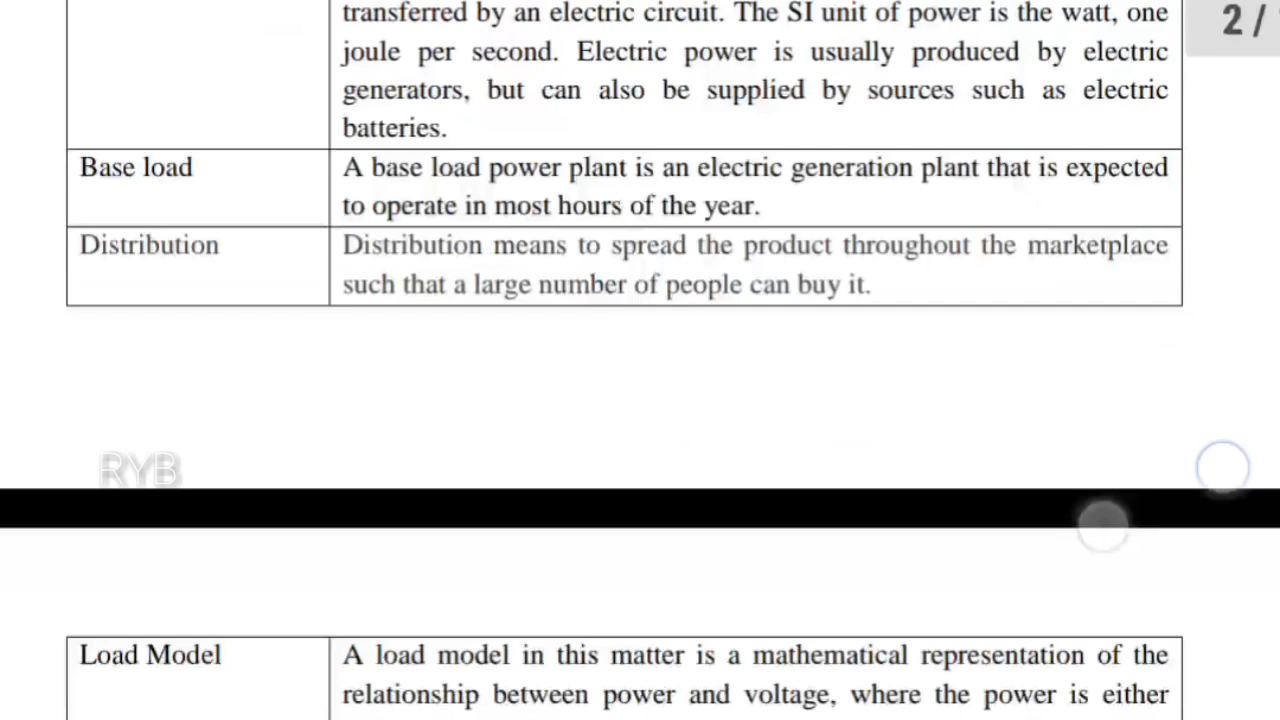 transferred by an electric circuit. The SI unit of power is the watt, one
2 /
joule per second. Electric power is usually produced by electric
generators, but can also be supplied by sources such as electric
batteries.
Base load
A base load power plant is an electric generation plant that is expected
to operate in most hours of the year.
Distribution
Distribution means to spread the product throughout the marketplace
such that a large number of people can buy it.
RYB
Load Model
A load model in this matter is a mathematical representation of the
relationship between power and voltage, where the power is either